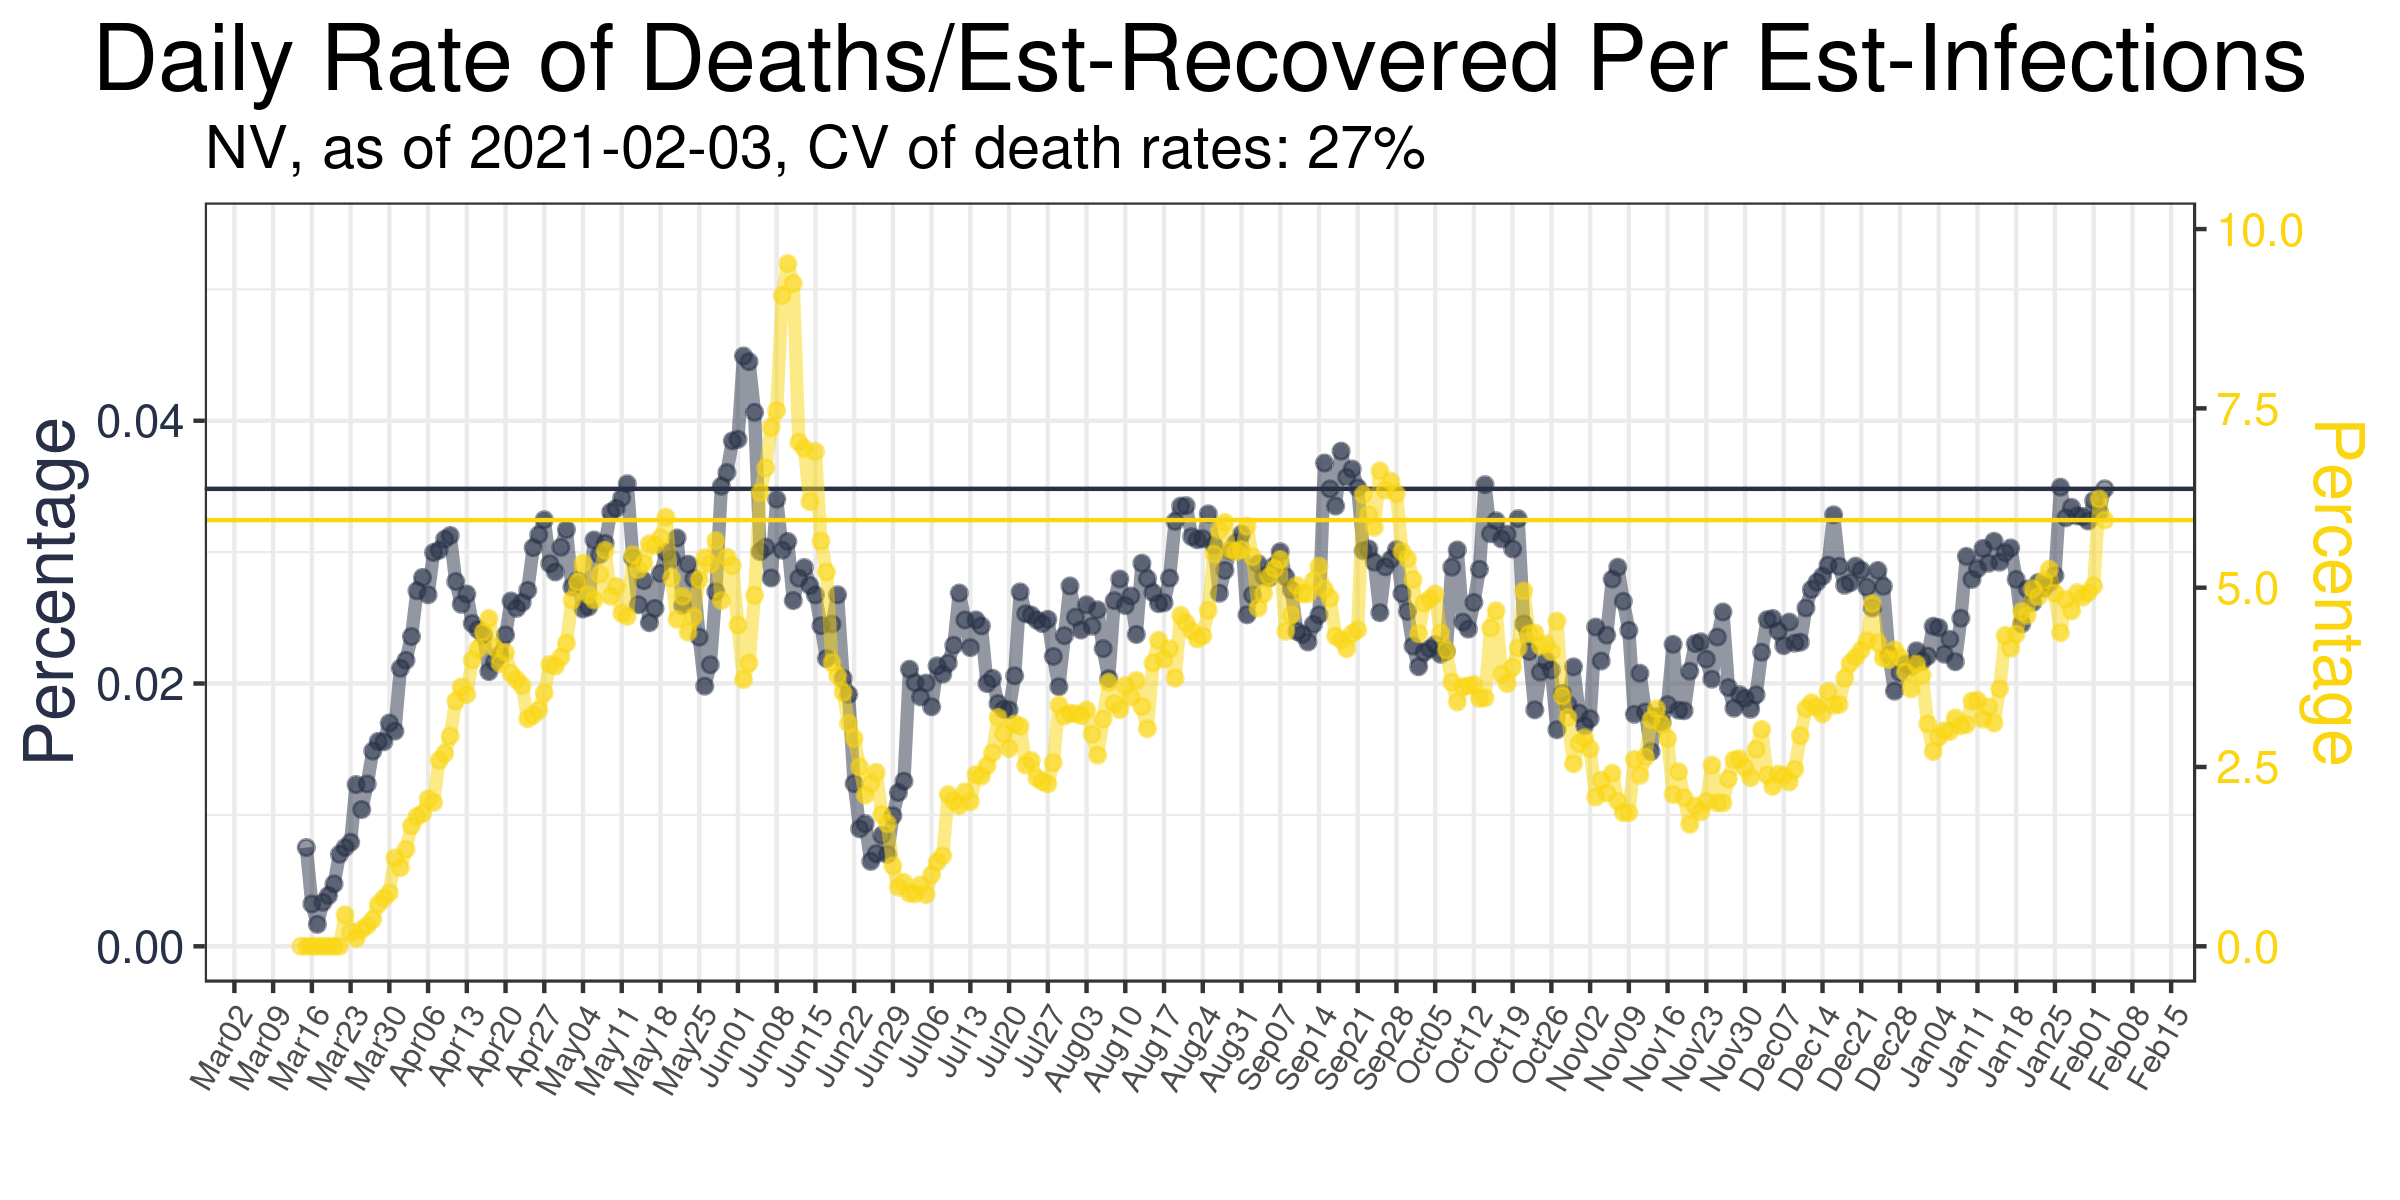 Daily Rate of Deaths/Est-Recovered Per Est-Infections
NV, as of 2021-02-03, CV of death rates: 27%
Percentage
0.04
0.02
0.00
10.0
7.5
5.0
2.5
0.0
Percentage
Mar02
Mar09
Mar16
Mar23
Mar30
Apr06
Apr13
Apr20
Apr27
May04
May11
May18
May25
Jun01
Jun08
Jun15
Jun22
Jun29
Jul06
Jul13
Jul20
Jul27
Aug03
Aug10
Aug17
Aug24
Aug31
Sep07
Sep14
Sep21
Sep28
Oct05
Oct12
Oct19
Oct26
Nov02
Nov09
Nov16
Nov23
Nov30
Dec07
Dec14
Dec21
Dec28
Jan04
Jan11
Jan18
Jan25
Feb01
Feb08
Feb15